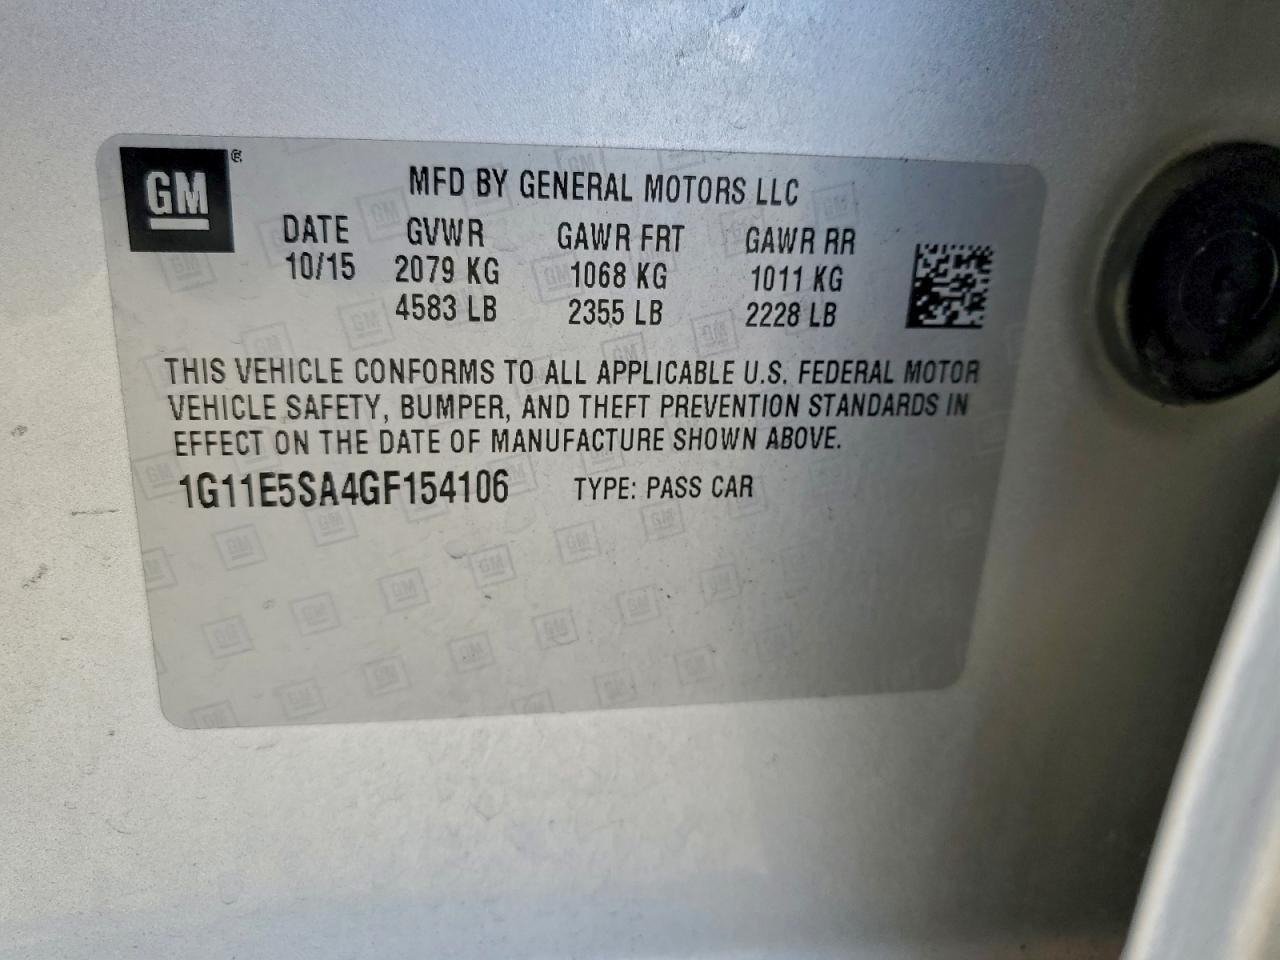 GM ®
MFD BY GENERAL MOTORS LLC
DATE GVWR GAWR FRT GAWR RR
10/15 2079 KG 1068 KG 1011 KG
4583 LB 2355 LB 2228 LB
THIS VEHICLE CONFORMS TO ALL APPLICABLE U.S. FEDERAL MOTOR
VEHICLE SAFETY, BUMPER, AND THEFT PREVENTION STANDARDS IN
EFFECT ON THE DATE OF MANUFACTURE SHOWN ABOVE.
1G11E5SA4GF154106 TYPE: PASS CAR